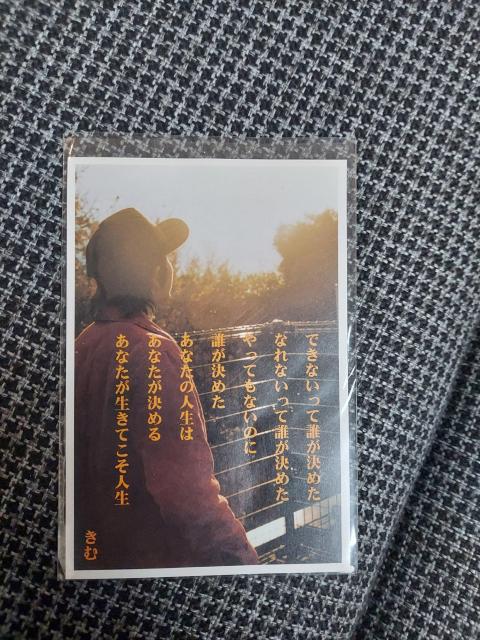 できないって誰が決めた
なれないって誰が決めた
やってもないのに
誰が決めた
あなたの人生は
あなたが決める
あなたが生きてこそ人生
きむ